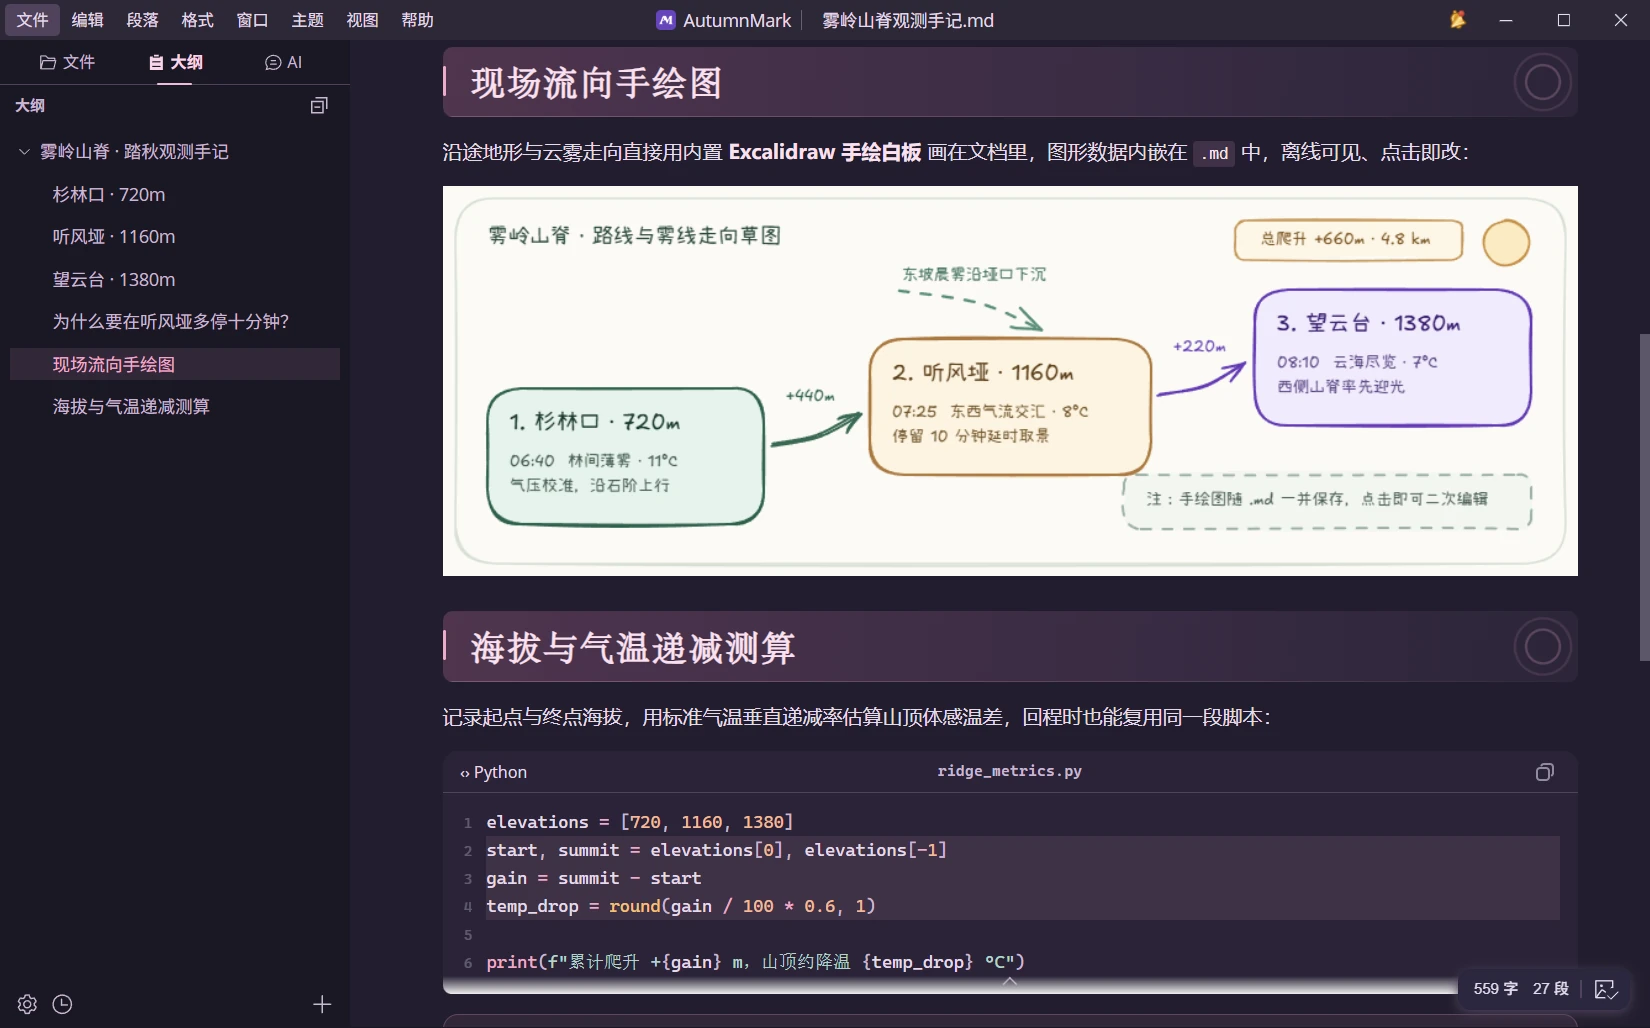 文件 编辑 段落 格式 窗口 主题 视图 帮助
AutumnMark
雾岭山脊观测手记.md
文件 大纲 AI
大纲
雾岭山脊 · 踏秋观测手记
杉林口 · 720m
听风垭 · 1160m
望云台 · 1380m
为什么要在听风垭多停十分钟？
现场流向手绘图
海拔与气温递减测算
现场流向手绘图
沿途地形与云雾走向直接用内置 Excalidraw 手绘白板 画在文档里，图形数据内嵌在 .md 中，离线可见、点击即改：
雾岭山脊 · 路线与雾线走向草图
总爬升 +660m · 4.8 km
东坡晨雾沿垭口下沉
1. 杉林口 · 720m
06:40 林间薄雾 · 11°C
气压校准，沿石阶上行
+440m
2. 听风垭 · 1160m
07:25 东西气流交汇 · 8°C
停留 10 分钟延时取景
+220m
3. 望云台 · 1380m
08:10 云海尽览 · 7°C
西侧山脊率先迎光
注：手绘图随 .md 一并保存，点击即可二次编辑
海拔与气温递减测算
记录起点与终点海拔，用标准气温垂直递减率估算山顶体感温差，回程时也能复用同一段脚本：
‹› Python
ridge_metrics.py
1 elevations = [720, 1160, 1380]
2 start, summit = elevations[0], elevations[-1]
3 gain = summit - start
4 temp_drop = round(gain / 100 * 0.6, 1)
5
6 print(f"累计爬升 +{gain} m，山顶约降温 {temp_drop} °C")
559 字 27 段